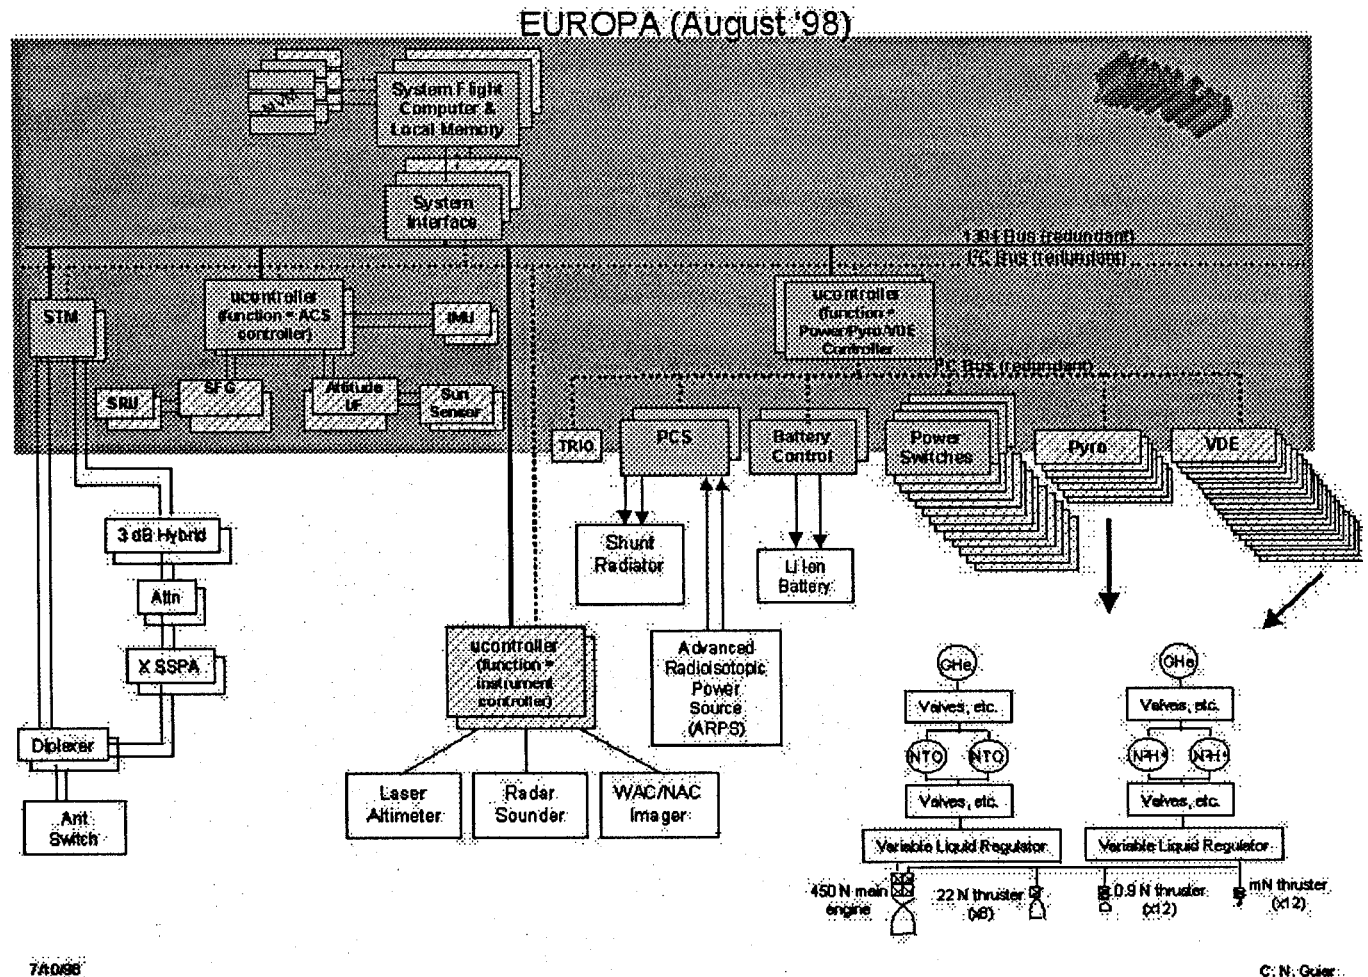 EUROPA (August '98)
NVM
System Flight
Computer &
Local Memory
System
Interface
1394 Bus (redundant)
I²C Bus (redundant)
STM
ucontroller
(function = ACS
controller)
IMU
ucontroller
(function =
Power/Pyro/VDE
Controller
I²C Bus (redundant)
SRU
SFG
Attitude
I/F
Sun
Sensor
TRIO
PCS
Battery
Control
Power
Switches
Pyro
VDE
3 dB Hybrid
Attn
X SSPA
Diplexer
Ant
Switch
Shunt
Radiator
Li Ion
Battery
ucontroller
(function =
instrument
controller)
Advanced
Radioisotopic
Power
Source
(ARPS)
Laser
Altimeter
Radar
Sounder
WAC/NAC
Imager
GHe
GHe
Valves, etc.
Valves, etc.
NTO
NTO
N²H⁴
N²H⁴
Valves, etc.
Valves, etc.
Variable Liquid Regulator
Variable Liquid Regulator
450 N main
engine
22 N thruster
(x8)
0.9 N thruster
(x12)
mN thruster
(x12)
7/10/98
C. N. Guier